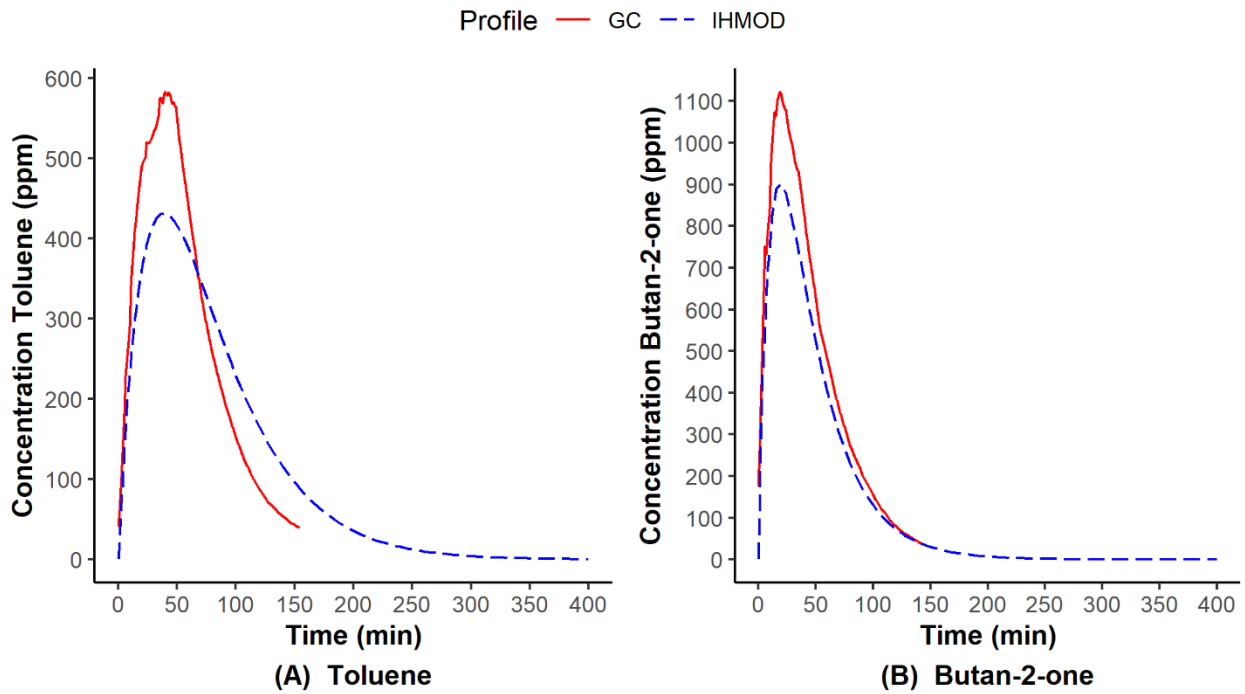 Profile GC IHMOD
Concentration Toluene (ppm)
600
500
400
300
200
100
0
0 50 100 150 200 250 300 350 400
Time (min)
(A) Toluene
Concentration Butan-2-one (ppm)
1100
1000
900
800
700
600
500
400
300
200
100
0
0 50 100 150 200 250 300 350 400
Time (min)
(B) Butan-2-one